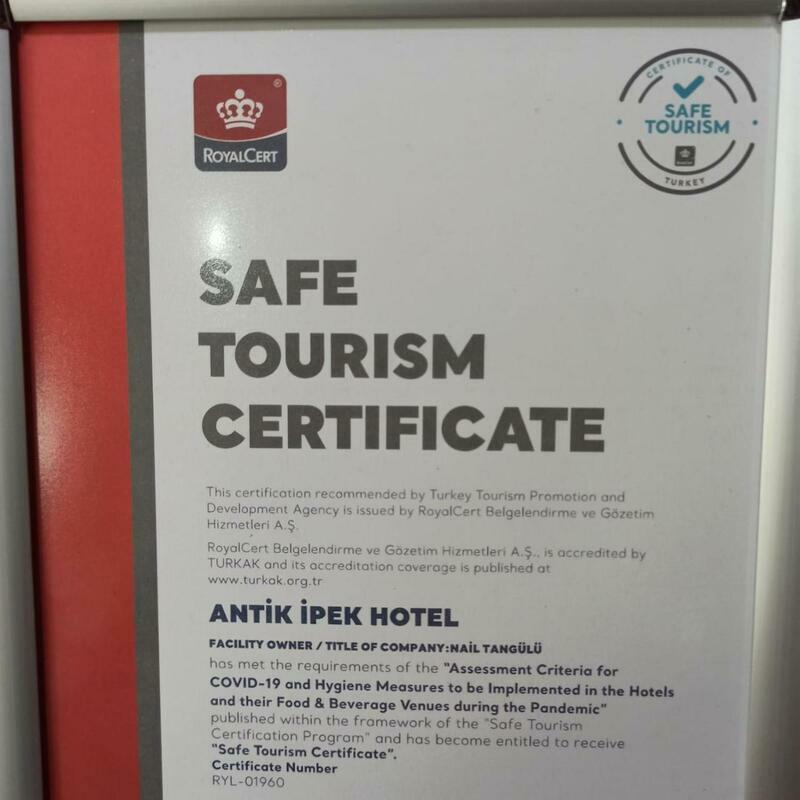 ROYALCERT
CERTIFICATE OF
SAFE
TOURISM
TURKEY
SAFE
TOURISM
CERTIFICATE
This certification recommended by Turkey Tourism Promotion and
Development Agency is issued by RoyalCert Belgelendirme ve Gözetim
Hizmetleri A.Ş.
RoyalCert Belgelendirme ve Gözetim Hizmetleri A.Ş., is accredited by
TURKAK and its accreditation coverage is published at
www.turkak.org.tr
ANTİK İPEK HOTEL
FACILITY OWNER / TITLE OF COMPANY:NAİL TANGÜLÜ
has met the requirements of the "Assessment Criteria for
COVID-19 and Hygiene Measures to be Implemented in the Hotels
and their Food & Beverage Venues during the Pandemic"
published within the framework of the "Safe Tourism
Certification Program" and has become entitled to receive
"Safe Tourism Certificate".
Certificate Number
RYL-01960